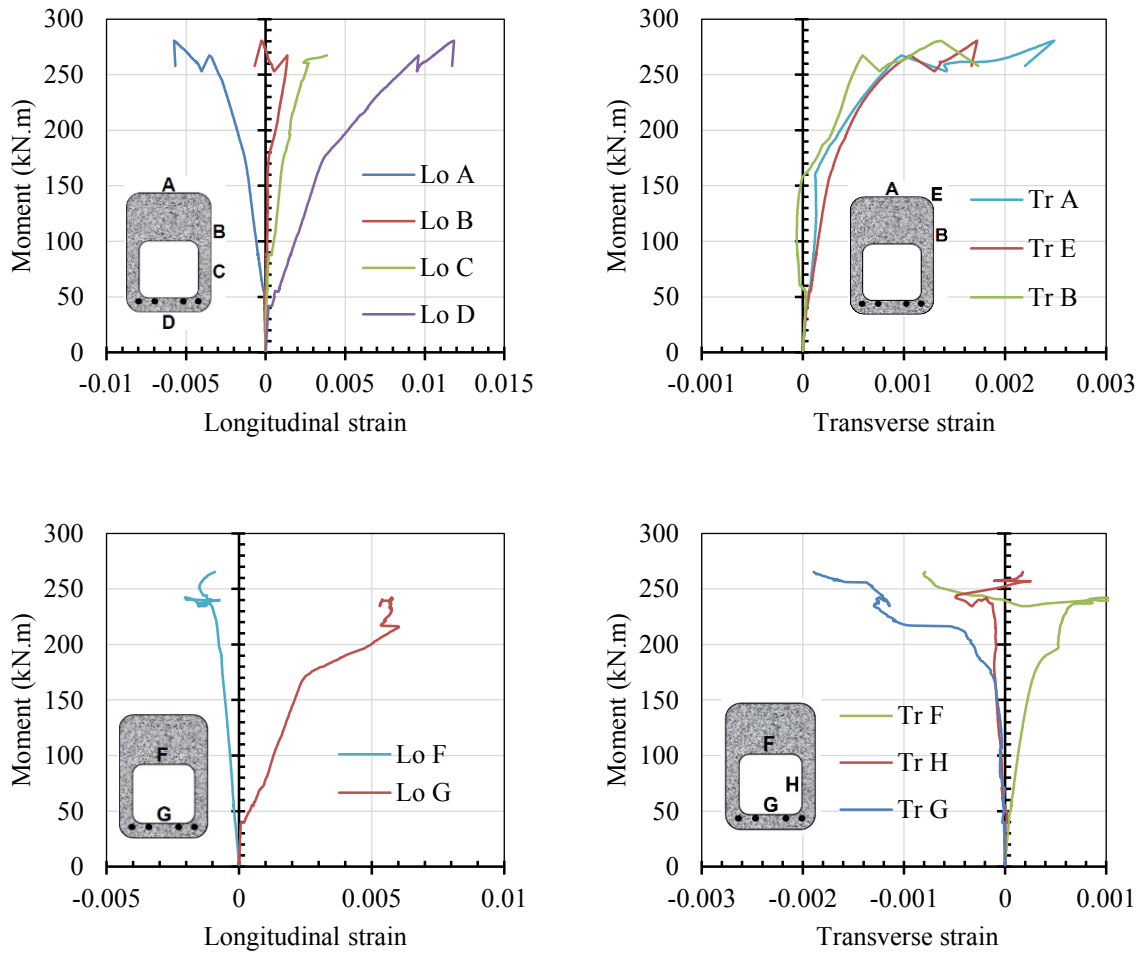 300
250
200
150
100
50
0
Moment (kN.m)
A
B
C
D
Lo A
Lo B
Lo C
Lo D
-0.01 -0.005 0 0.005 0.01 0.015
Longitudinal strain
300
250
200
150
100
50
0
Moment (kN.m)
A
E
B
Tr A
Tr E
Tr B
-0.001 0 0.001 0.002 0.003
Transverse strain
300
250
200
150
100
50
0
Moment (kN.m)
F
G
Lo F
Lo G
-0.005 0 0.005 0.01
Longitudinal strain
300
250
200
150
100
50
0
Moment (kN.m)
F
H
G
Tr F
Tr H
Tr G
-0.003 -0.002 -0.001 0 0.001
Transverse strain